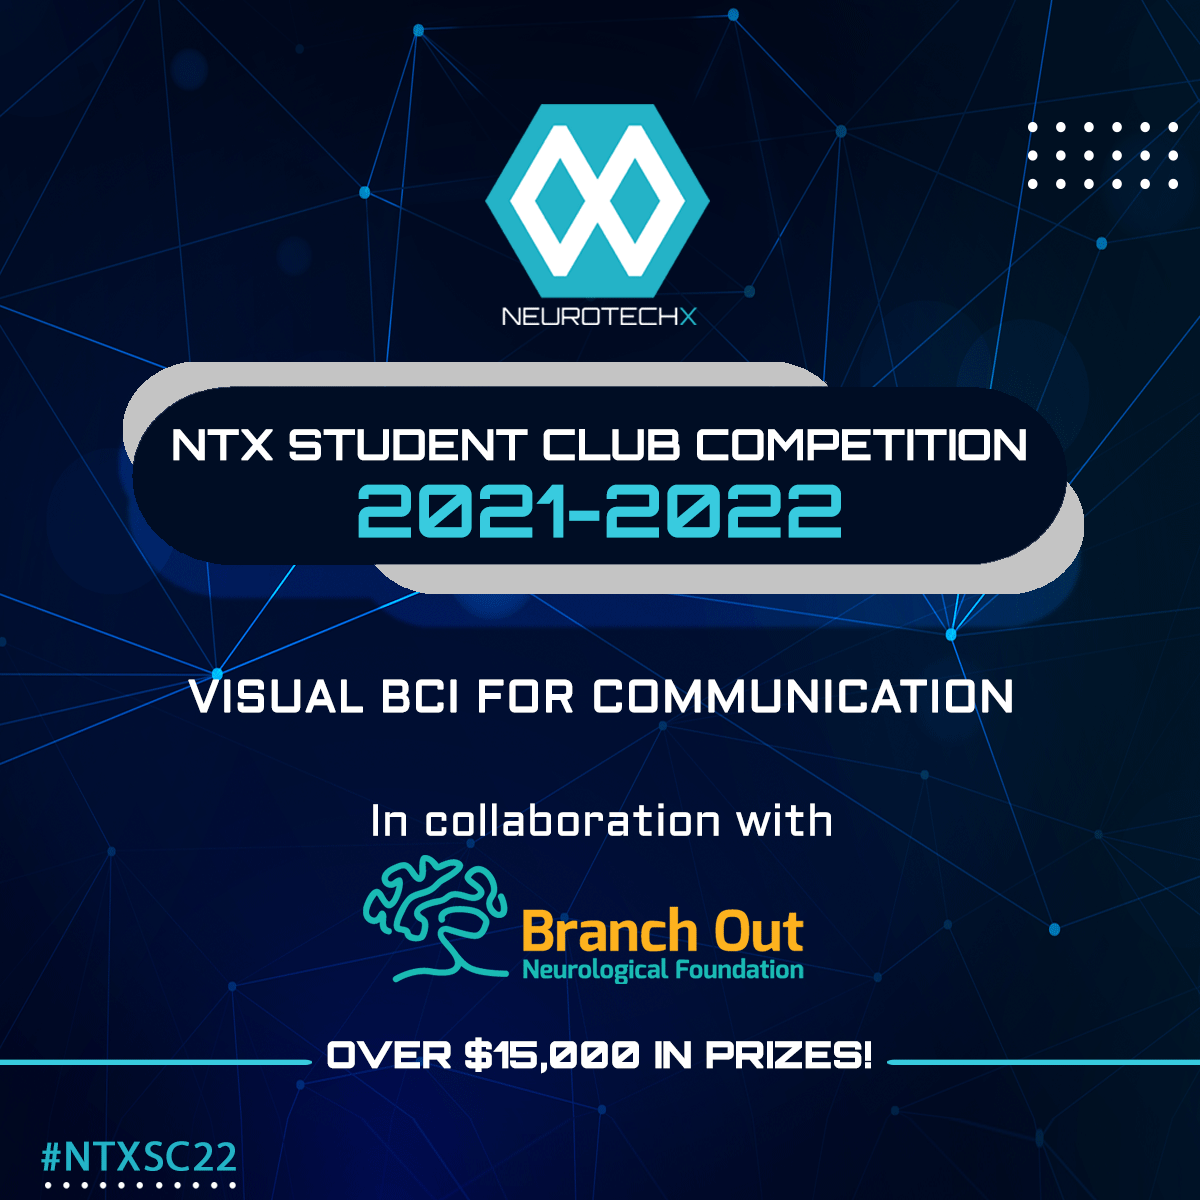 NEUROTECHX
NTX STUDENT CLUB COMPETITION
2021-2022
VISUAL BCI FOR COMMUNICATION
In collaboration with
Branch Out
Neurological Foundation
OVER $15,000 IN PRIZES!
#NTXSC22